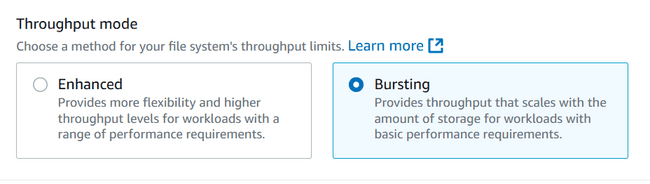 Throughput mode
Choose a method for your file system's throughput limits. Learn more
Enhanced
Provides more flexibility and higher
throughput levels for workloads with a
range of performance requirements.
Bursting
Provides throughput that scales with the
amount of storage for workloads with
basic performance requirements.